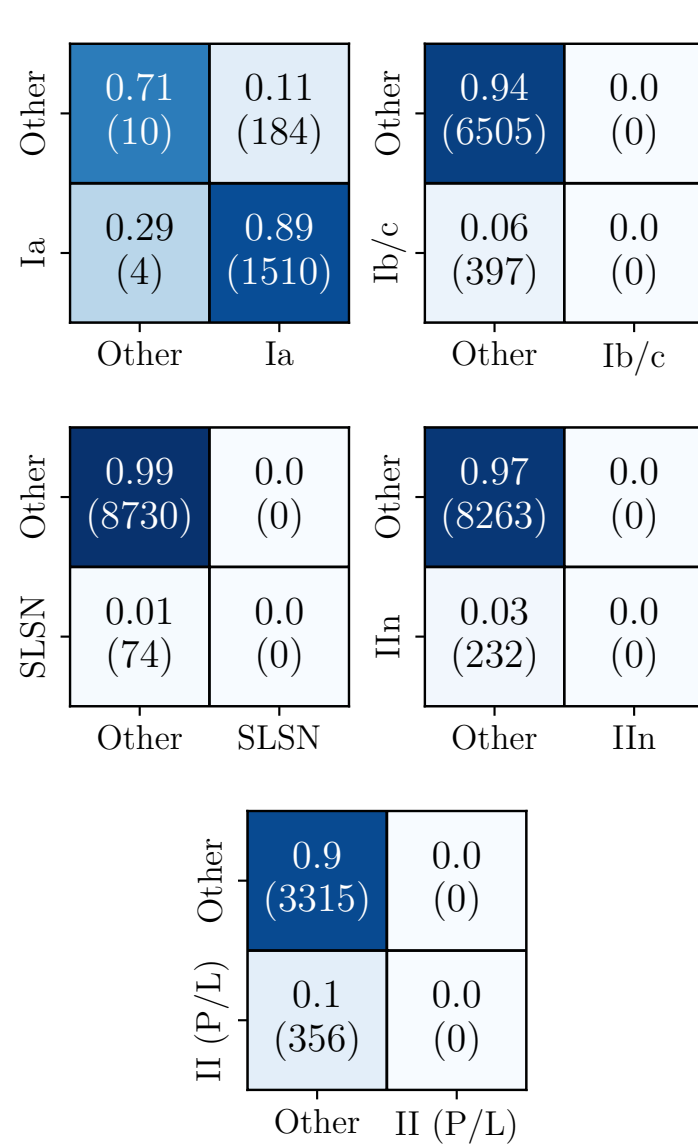 Other
0.71
(10)
0.11
(184)
Ia
0.29
(4)
0.89
(1510)
Other
Ia
Other
0.94
(6505)
0.0
(0)
Ib/c
0.06
(397)
0.0
(0)
Other
Ib/c
Other
0.99
(8730)
0.0
(0)
SLSN
0.01
(74)
0.0
(0)
Other
SLSN
Other
0.97
(8263)
0.0
(0)
IIn
0.03
(232)
0.0
(0)
Other
IIn
Other
0.9
(3315)
0.0
(0)
II (P/L)
0.1
(356)
0.0
(0)
Other
II (P/L)